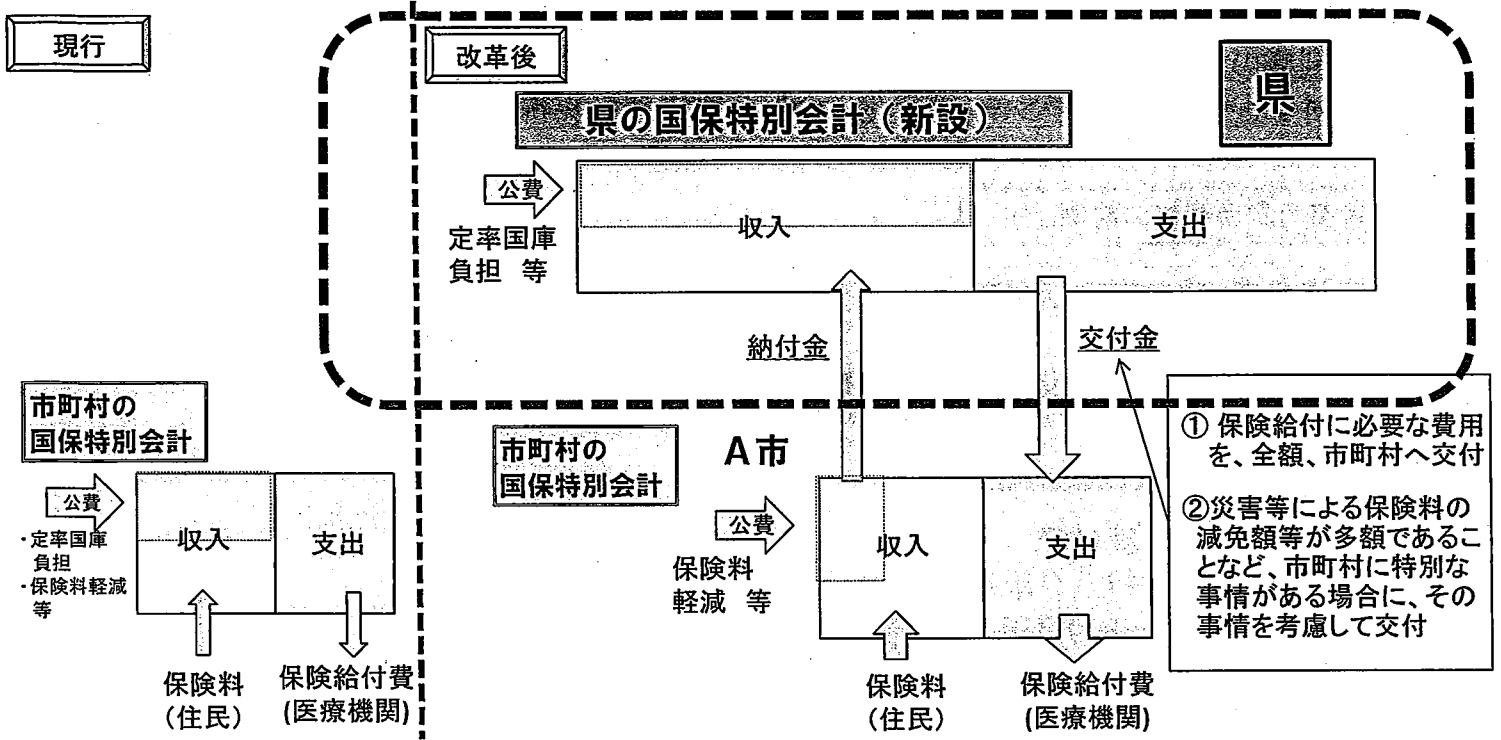 現行
市町村の
国保特別会計
公費
・定率国庫
負担
・保険料軽減
等
収入
支出
保険料
（住民）
保険給付費
(医療機関)
改革後
県
県の国保特別会計（新設）
公費
定率国庫
負担 等
収入
支出
納付金
交付金
市町村の
国保特別会計
A市
公費
保険料
軽減 等
収入
支出
保険料
（住民）
保険給付費
(医療機関)
① 保険給付に必要な費用
を、全額、市町村へ交付
②災害等による保険料の
減免額等が多額であるこ
となど、市町村に特別な
事情がある場合に、その
事情を考慮して交付